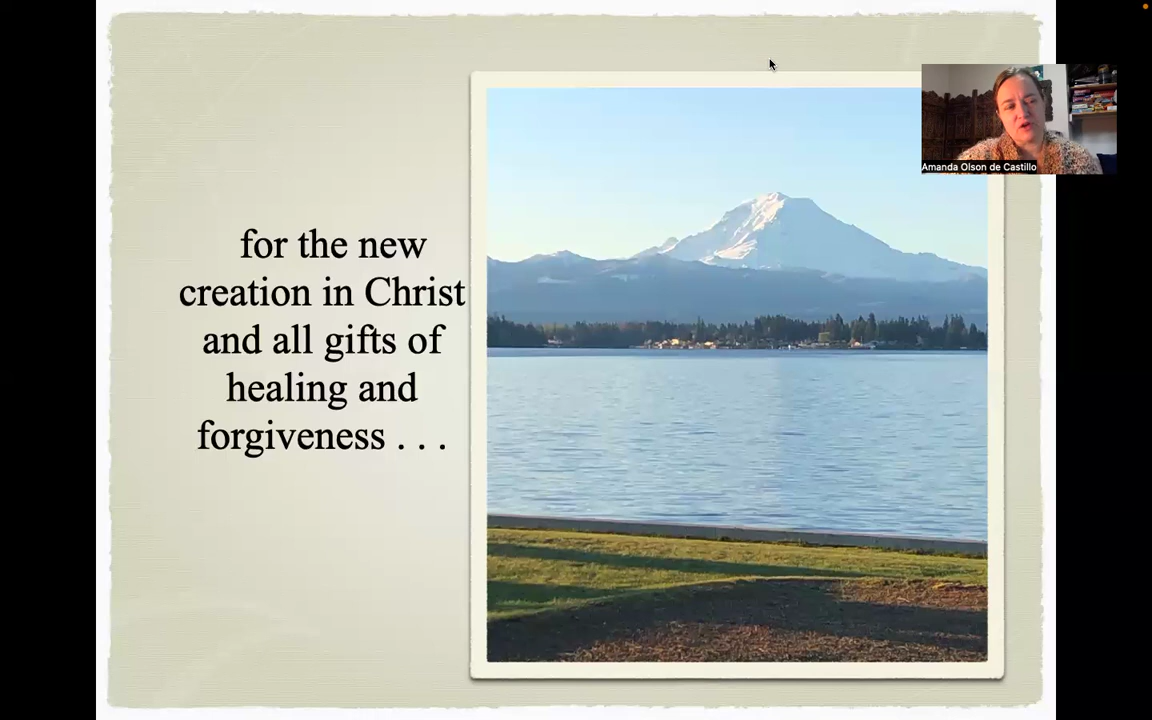 for the new
creation in Christ
and all gifts of
healing and
forgiveness . . .
Amanda Olson de Castillo